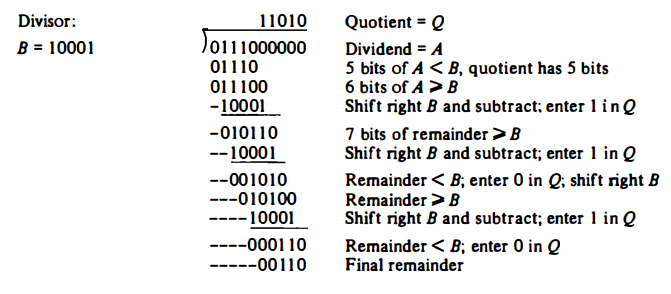 Divisor: 11010 Quotient = Q
B = 10001 0111000000 Dividend = A
01110 5 bits of A < B, quotient has 5 bits
011100 6 bits of A ⩾ B
-10001 Shift right B and subtract; enter 1 in Q
-010110 7 bits of remainder ⩾ B
--10001 Shift right B and subtract; enter 1 in Q
--001010 Remainder < B; enter 0 in Q; shift right B
---010100 Remainder ⩾ B
----10001 Shift right B and subtract; enter 1 in Q
----000110 Remainder < B; enter 0 in Q
-----00110 Final remainder